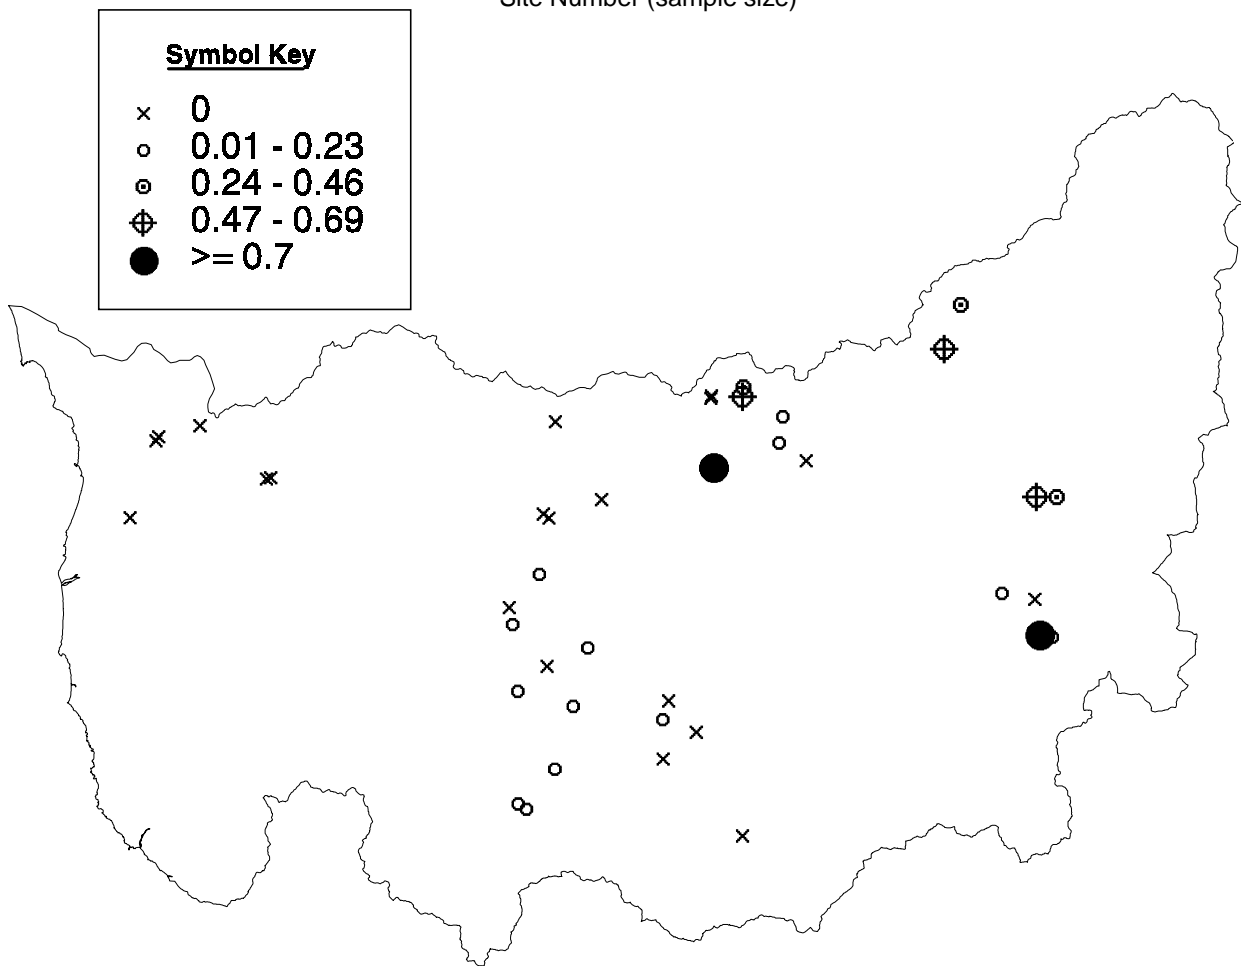 Site Number (sample size)
Symbol Key
0
0.01 - 0.23
0.24 - 0.46
0.47 - 0.69
>= 0.7